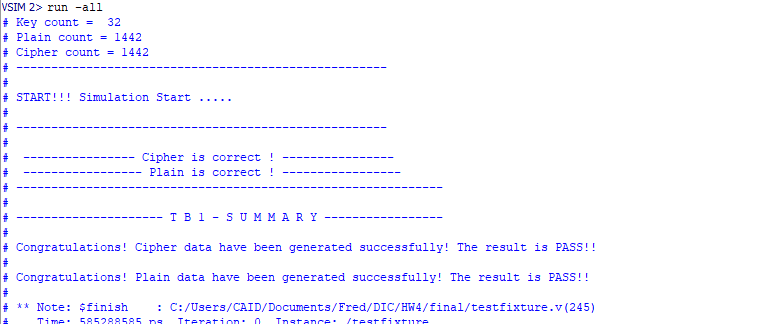 VSIM 2> run -all
# Key count =  32
# Plain count = 1442
# Cipher count = 1442
# -----------------------------------------------------
#
# START!!! Simulation Start .....
#
# -----------------------------------------------------
#
#  ---------------- Cipher is correct ! ----------------
#  ----------------- Plain is correct ! -----------------
# -------------------------------------------------------------
#
# --------------------- T B 1 - S U M M A R Y -----------------
#
# Congratulations! Cipher data have been generated successfully! The result is PASS!!
#
# Congratulations! Plain data have been generated successfully! The result is PASS!!
#
# ** Note: $finish    : C:/Users/CAID/Documents/Fred/DIC/HW4/final/testfixture.v(245)
#    Time: 585288585 ps  Iteration: 0  Instance: /testfixture